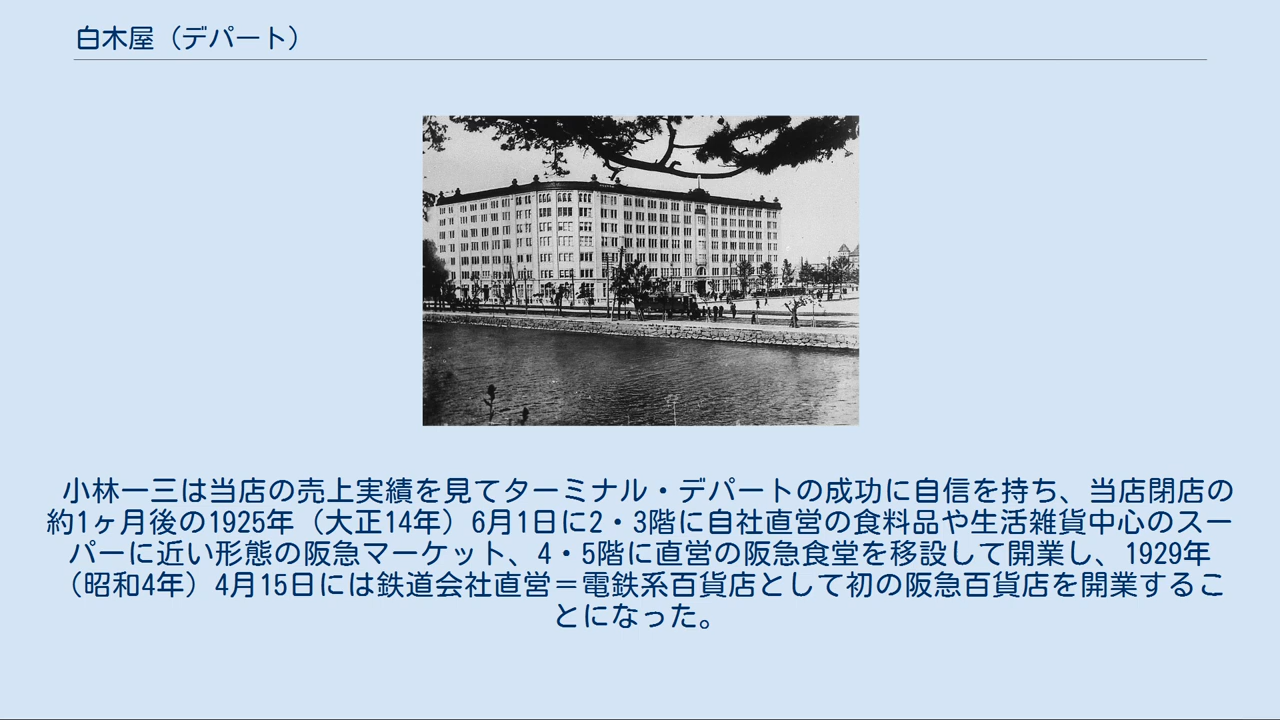 白木屋（デパート）
小林一三は当店の売上実績を見てターミナル・デパートの成功に自信を持ち、当店閉店の
約1ヶ月後の1925年（大正14年）6月1日に2・3階に自社直営の食料品や生活雑貨中心のスー
パーに近い形態の阪急マーケット、4・5階に直営の阪急食堂を移設して開業し、1929年
（昭和4年）4月15日には鉄道会社直営＝電鉄系百貨店として初の阪急百貨店を開業するこ
とになった。